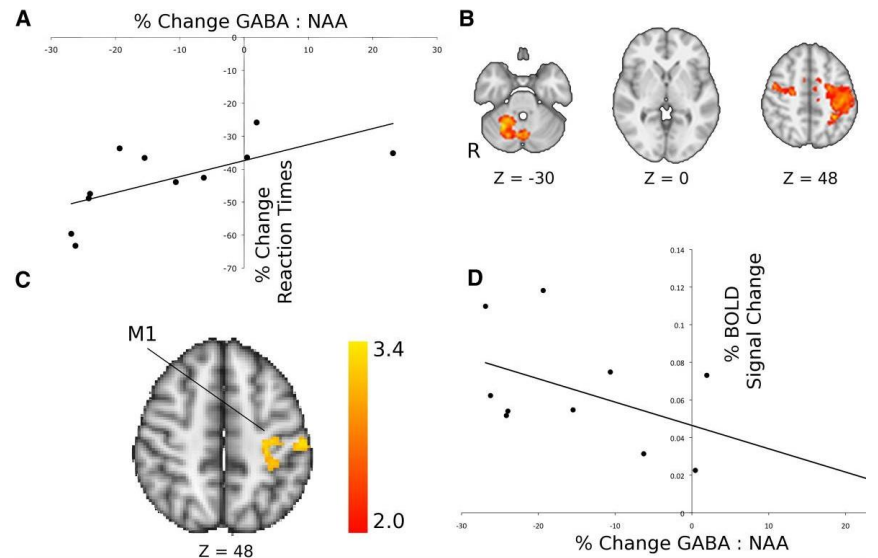 A
% Change GABA : NAA
-30
-20
-10
0
10
20
30
0
-10
-20
-30
-40
-50
-60
-70
% Change
Reaction Times
B
R
Z = -30
Z = 0
Z = 48
C
M1
3.4
2.0
Z = 48
D
0.14
0.12
0.1
0.08
0.06
0.04
0.02
0
% BOLD
Signal Change
-30
-20
-10
0
10
20
% Change GABA : NAA